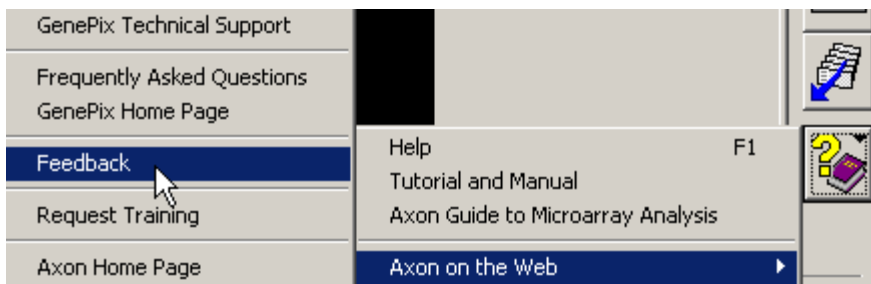 GenePix Technical Support
Frequently Asked Questions
GenePix Home Page
Feedback
Request Training
Axon Home Page
Help F1
Tutorial and Manual
Axon Guide to Microarray Analysis
Axon on the Web